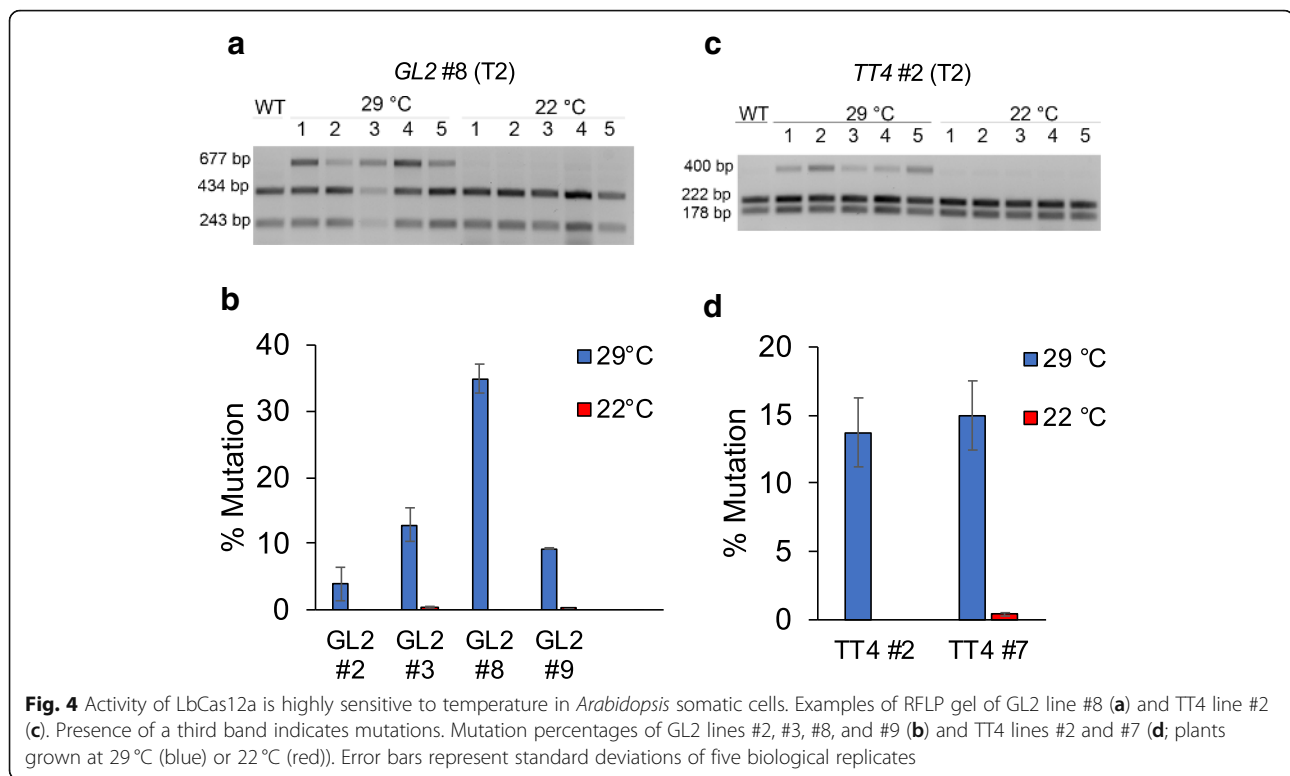 a
GL2 #8 (T2)
WT 29 °C 22 °C
1 2 3 4 5 1 2 3 4 5
677 bp
434 bp
243 bp
c
TT4 #2 (T2)
WT 29 °C 22 °C
1 2 3 4 5 1 2 3 4 5
400 bp
222 bp
178 bp
b
% Mutation
40
30
20
10
0
29°C
22°C
GL2 GL2 GL2 GL2
#2 #3 #8 #9
d
% Mutation
20
15
10
5
0
29 °C
22 °C
TT4 #2 TT4 #7
Fig. 4 Activity of LbCas12a is highly sensitive to temperature in Arabidopsis somatic cells. Examples of RFLP gel of GL2 line #8 (a) and TT4 line #2
(c). Presence of a third band indicates mutations. Mutation percentages of GL2 lines #2, #3, #8, and #9 (b) and TT4 lines #2 and #7 (d; plants
grown at 29 °C (blue) or 22 °C (red)). Error bars represent standard deviations of five biological replicates